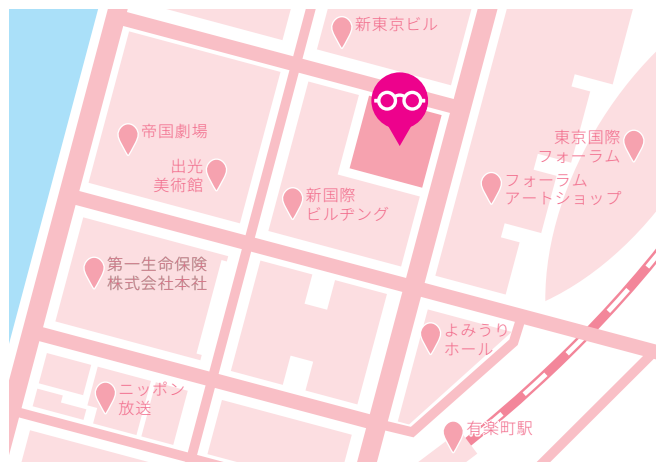 新東京ビル
帝国劇場
出光
美術館
東京国際
フォーラム
フォーラム
アートショップ
新国際
ビルヂング
第一生命保険
株式会社本社
よみうり
ホール
ニッポン
放送
有楽町駅